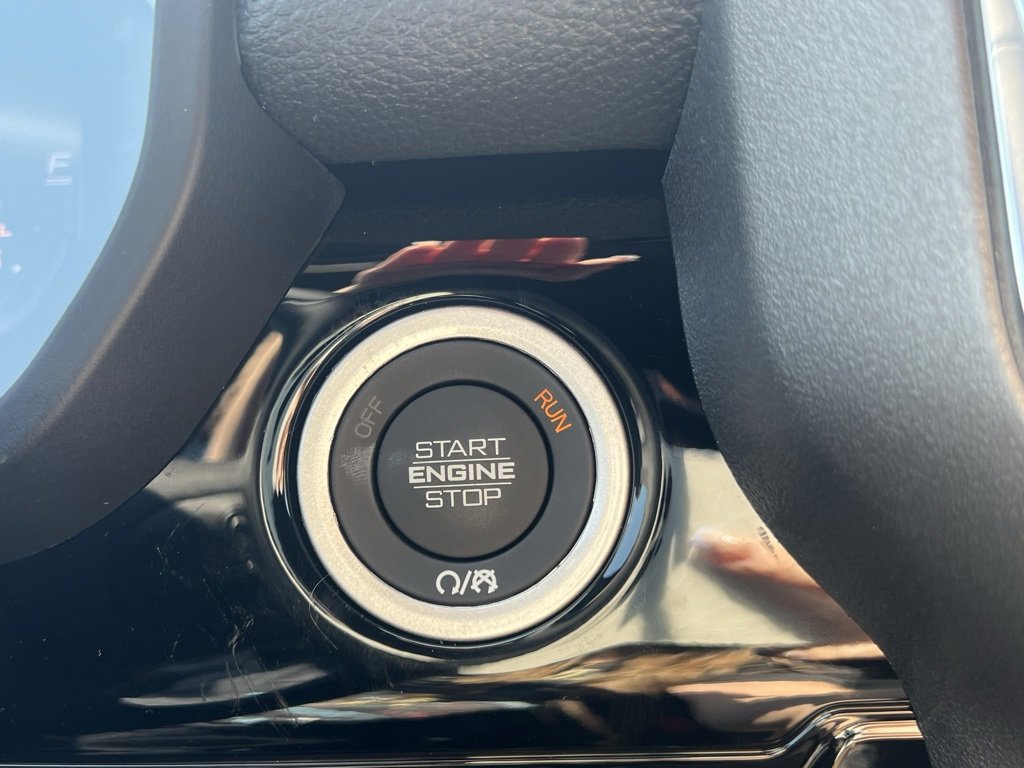 F
OFF
RUN
START
ENGINE
STOP